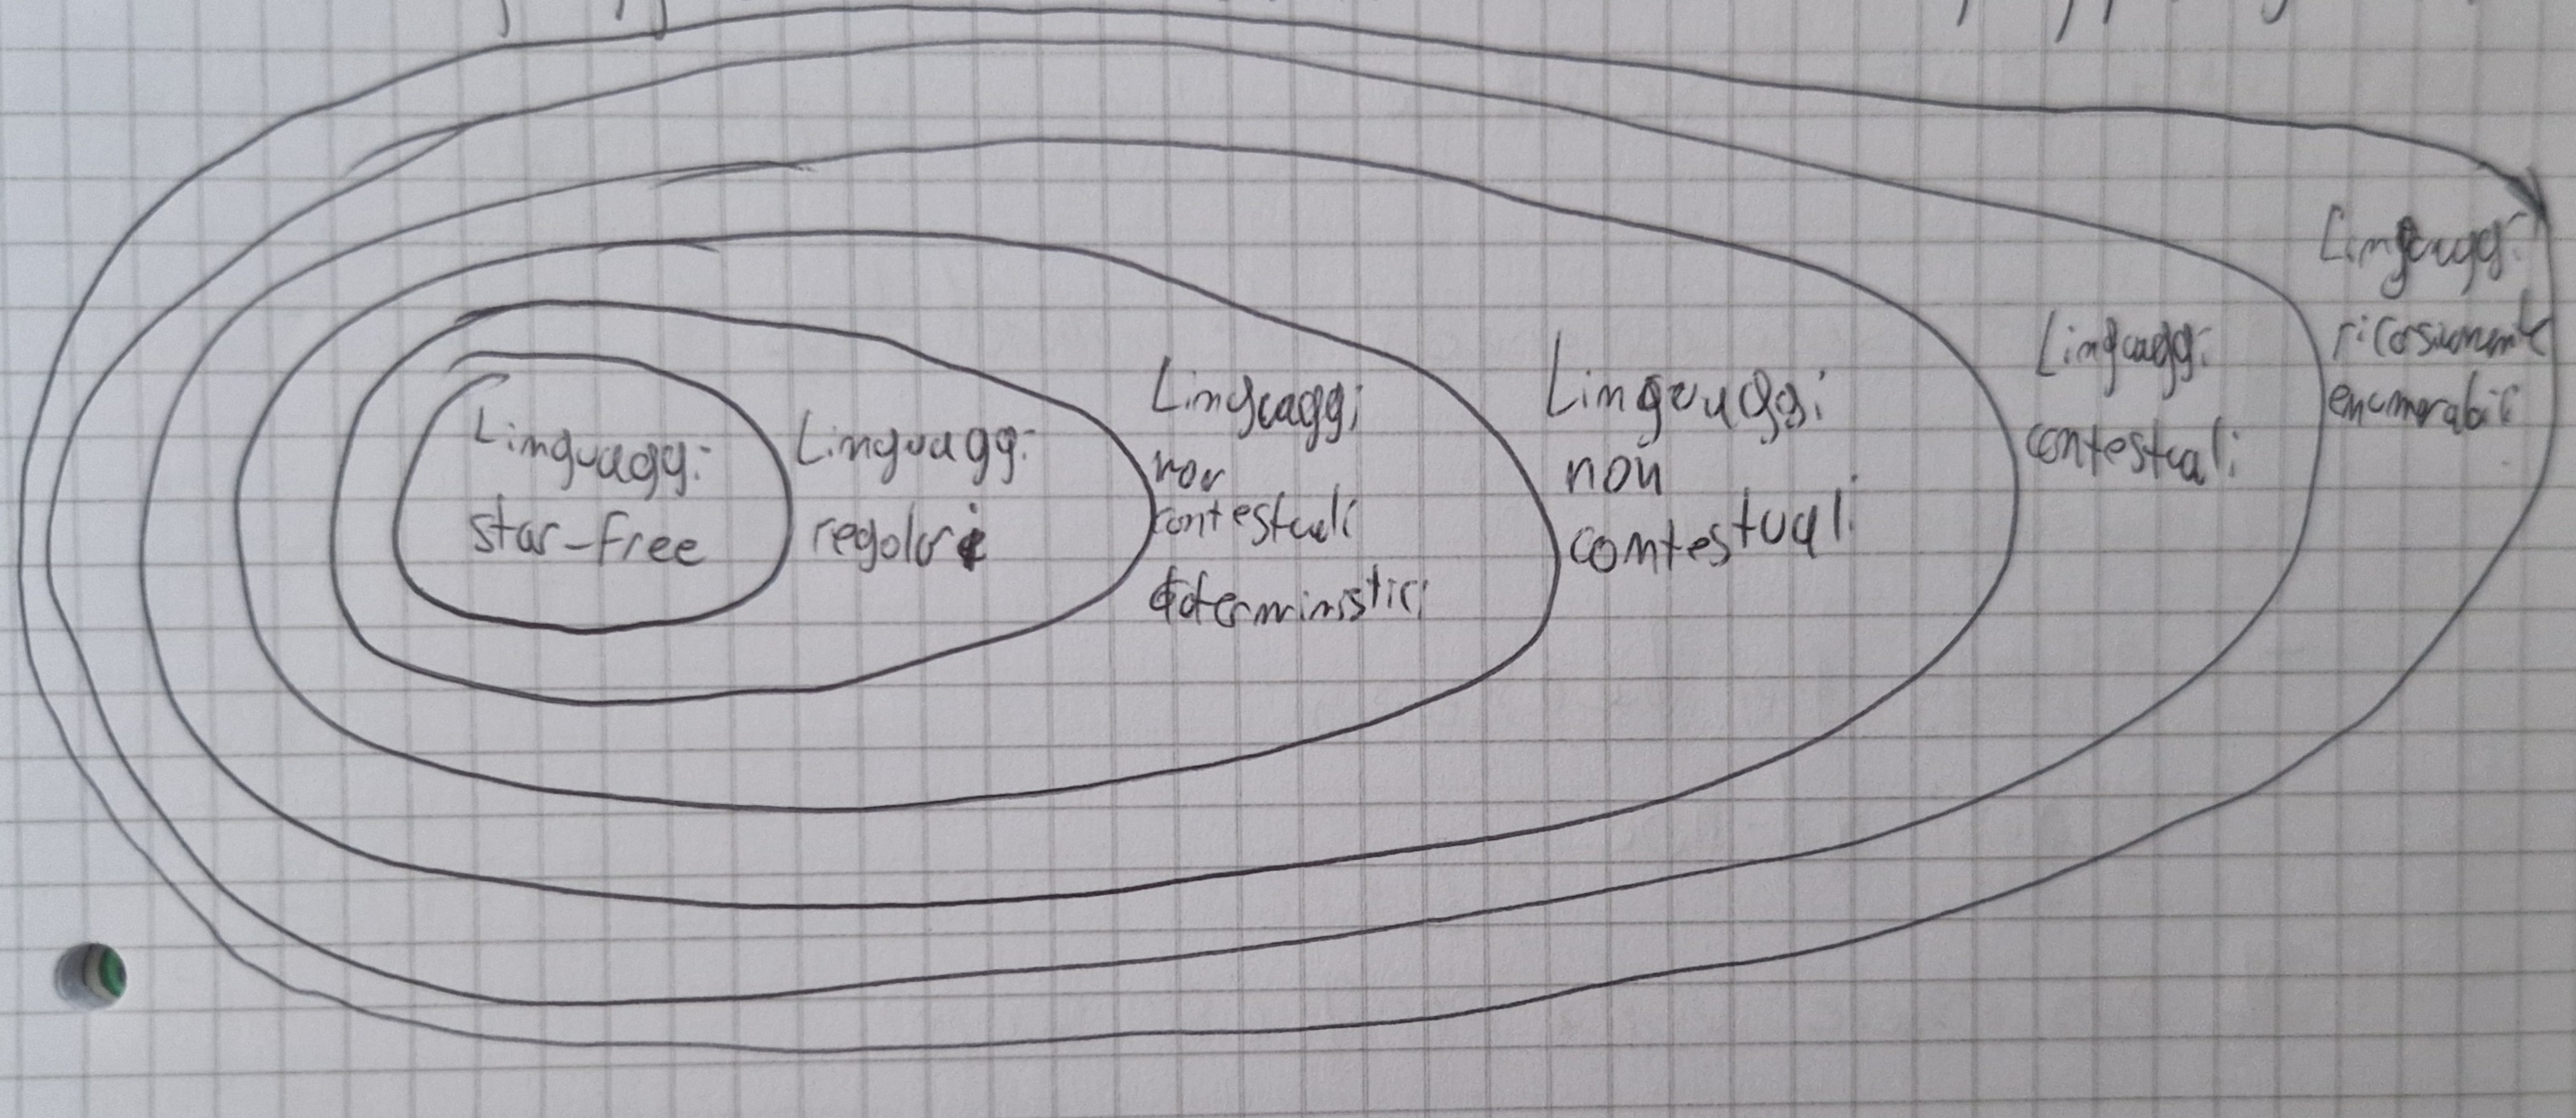 Linguaggi
star-free
Linguaggi
regolari
Linguaggi
non
contestuali
deterministici
Linguaggi
non
contestuali
Linguaggi
contestuali
Linguaggi
ricorsivamente
enumerabili